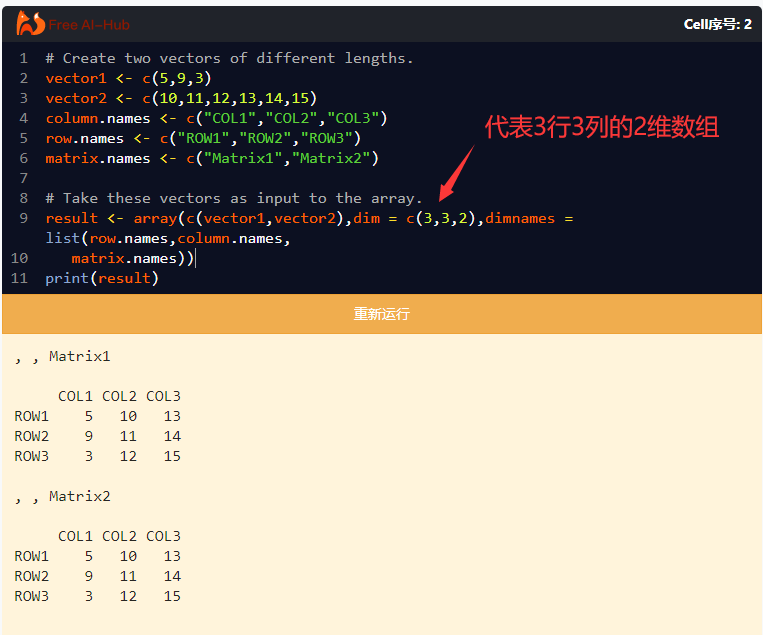 Free AI-Hub
Cell序号: 2
1 # Create two vectors of different lengths.
2 vector1 <- c(5,9,3)
3 vector2 <- c(10,11,12,13,14,15)
4 column.names <- c("COL1","COL2","COL3")
5 row.names <- c("ROW1","ROW2","ROW3")
6 matrix.names <- c("Matrix1","Matrix2")
代表3行3列的2维数组
7
8 # Take these vectors as input to the array.
9 result <- array(c(vector1,vector2),dim = c(3,3,2),dimnames =
list(row.names,column.names,
10 matrix.names))
11 print(result)
重新运行
, , Matrix1
COL1 COL2 COL3
ROW1 5 10 13
ROW2 9 11 14
ROW3 3 12 15
, , Matrix2
COL1 COL2 COL3
ROW1 5 10 13
ROW2 9 11 14
ROW3 3 12 15